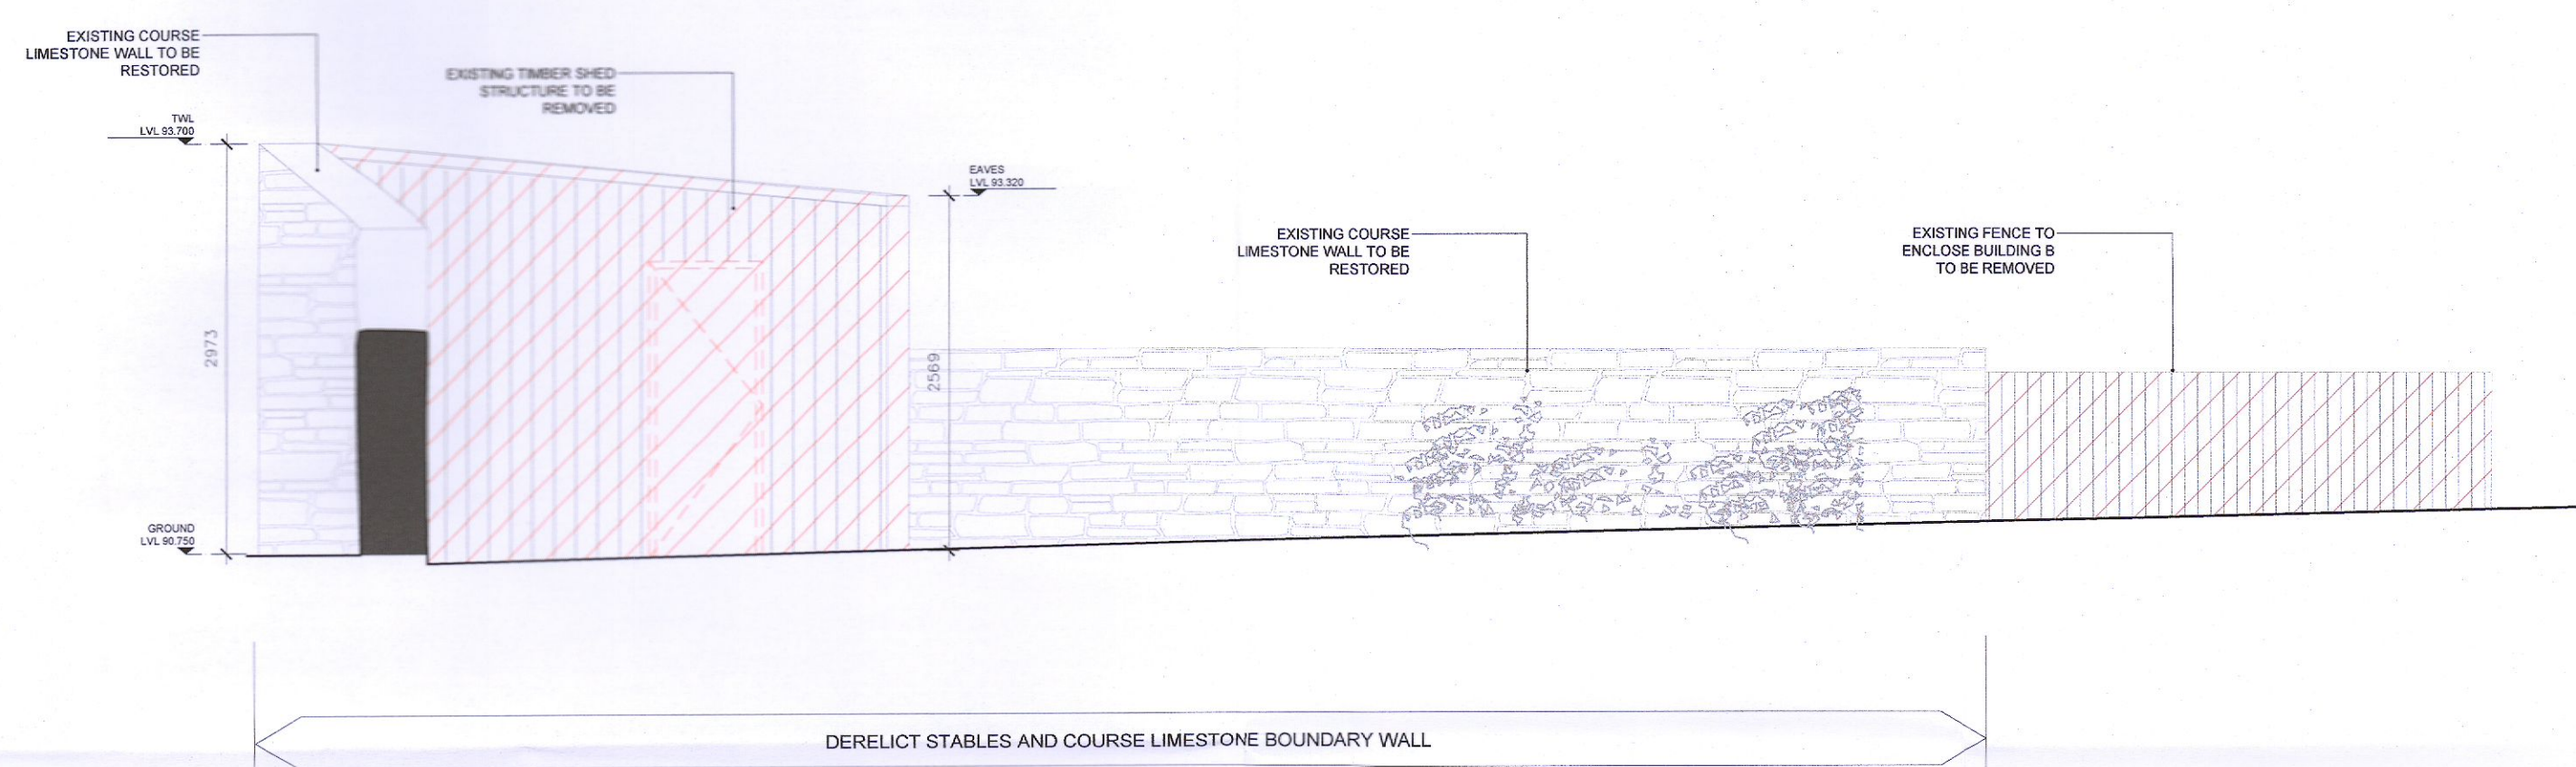 EXISTING COURSE
LIMESTONE WALL TO BE
RESTORED
EXISTING TIMBER SHED
STRUCTURE TO BE
REMOVED
TWL
LVL 93.700
EAVES
LVL 93.320
EXISTING COURSE
LIMESTONE WALL TO BE
RESTORED
EXISTING FENCE TO
ENCLOSE BUILDING B
TO BE REMOVED
2973
2569
GROUND
LVL 90.750
DERELICT STABLES AND COURSE LIMESTONE BOUNDARY WALL